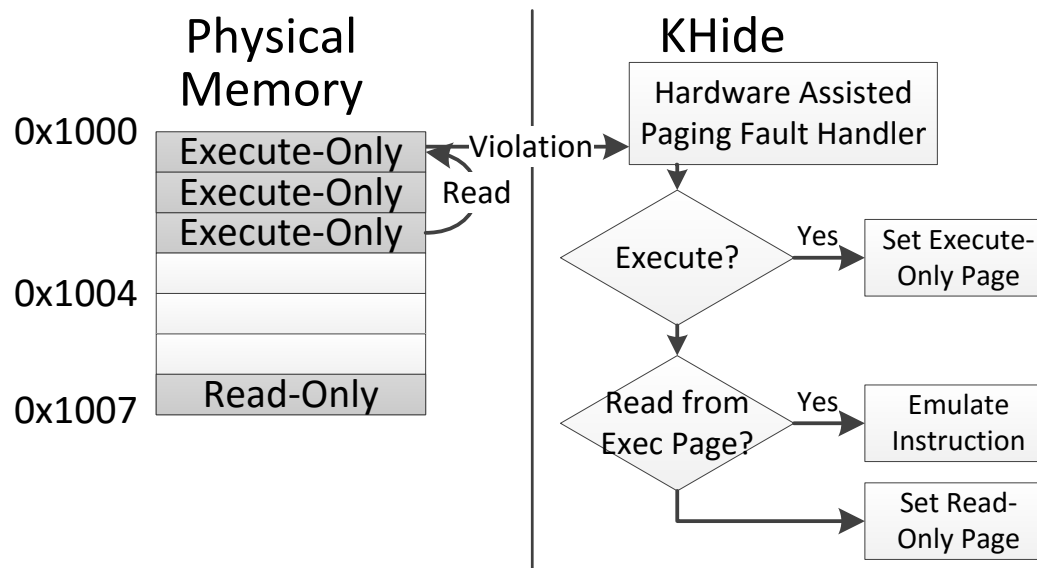 Physical
Memory
0x1000
Execute-Only
Execute-Only
Execute-Only
0x1004
Read-Only
0x1007
Violation
Read
KHide
Hardware Assisted
Paging Fault Handler
Execute?
Yes
Set Execute-
Only Page
Read from
Exec Page?
Yes
Emulate
Instruction
Set Read-
Only Page